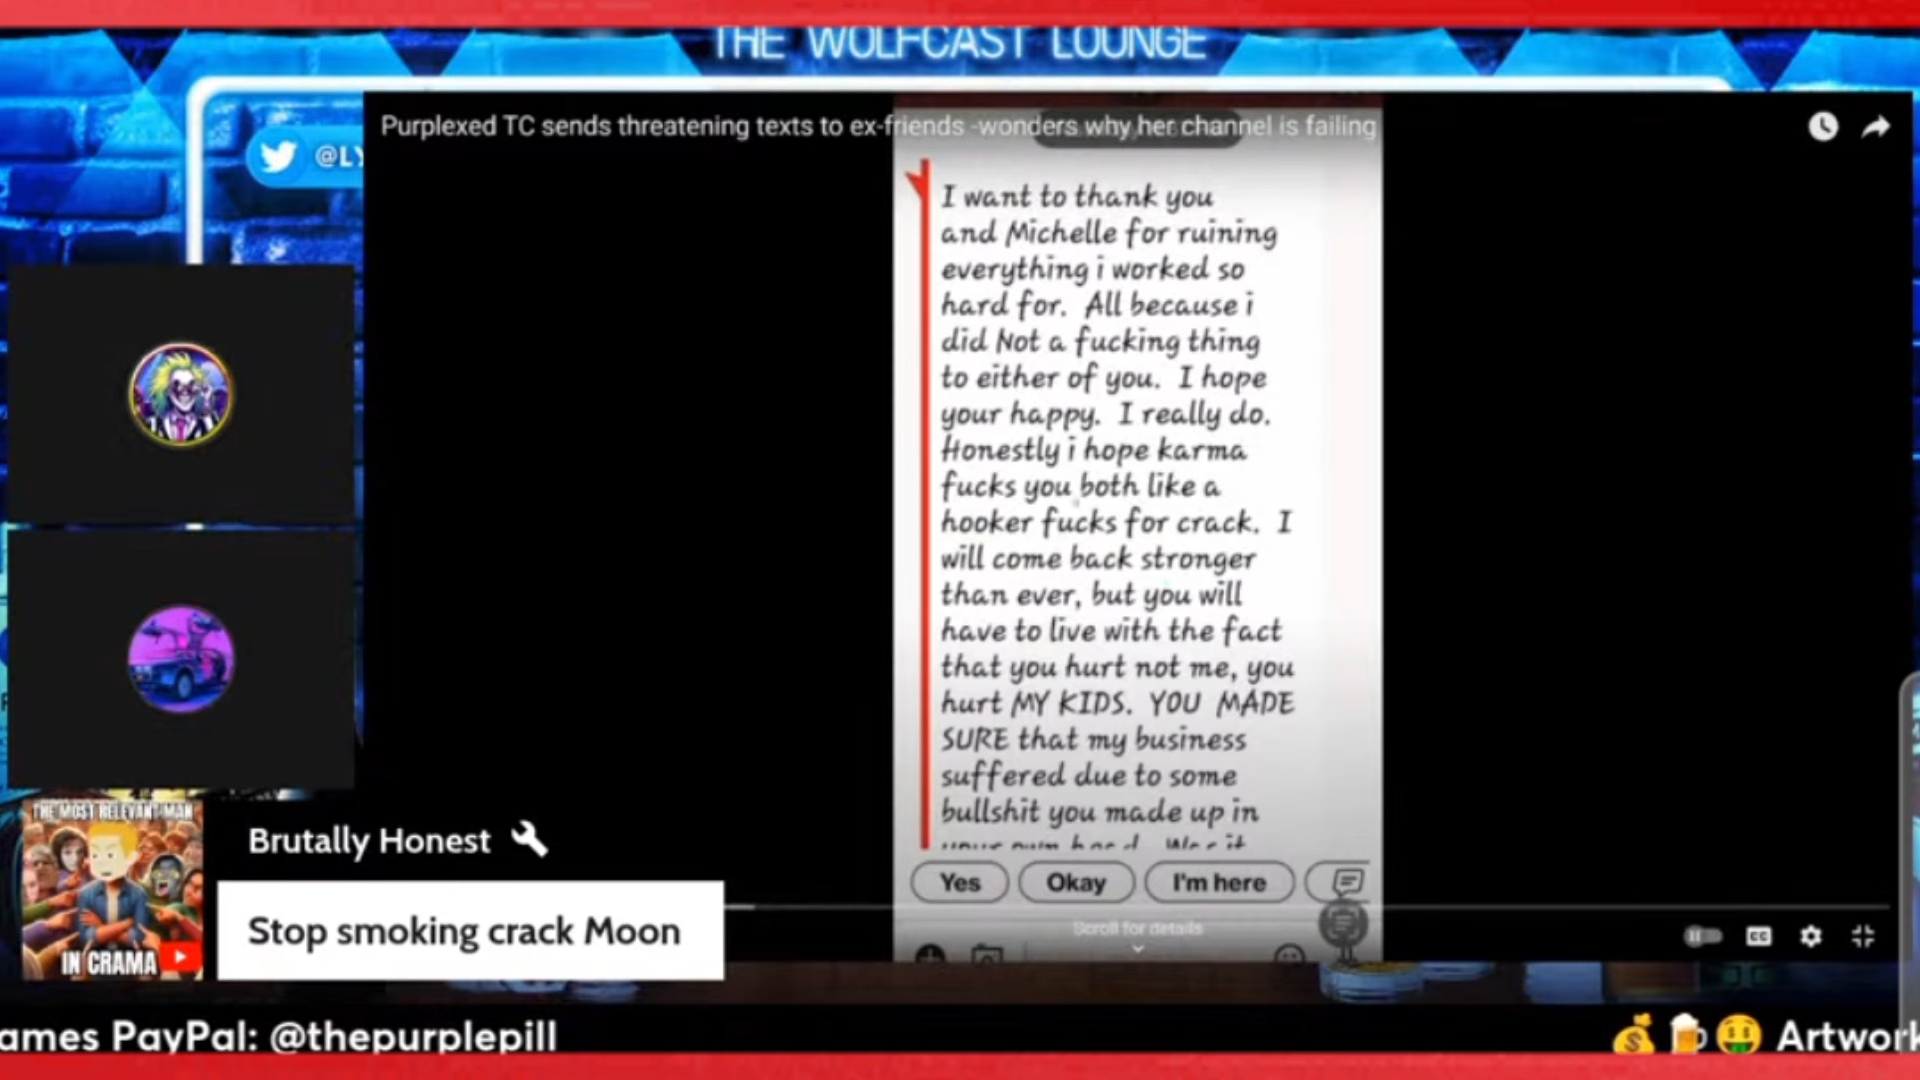 THE WOLFCAST LOUNGE
@LY
Purplexed TC sends threatening texts to ex-friends -wonders why her channel is failing
I want to thank you
and Michelle for ruining
everything i worked so
hard for. All because i
did Not a fucking thing
to either of you. I hope
your happy. I really do.
Honestly i hope karma
fucks you both like a
hooker fucks for crack. I
will come back stronger
than ever, but you will
have to live with the fact
that you hurt not me, you
hurt MY KIDS. YOU MADE
SURE that my business
suffered due to some
bullshit you made up in
your own head. Was it
Yes
Okay
I'm here
Scroll for details
CC
THE MOST RELEVANT MAN
IN CRAMA
Brutally Honest
Stop smoking crack Moon
ames PayPal: @thepurplepill
Artwork